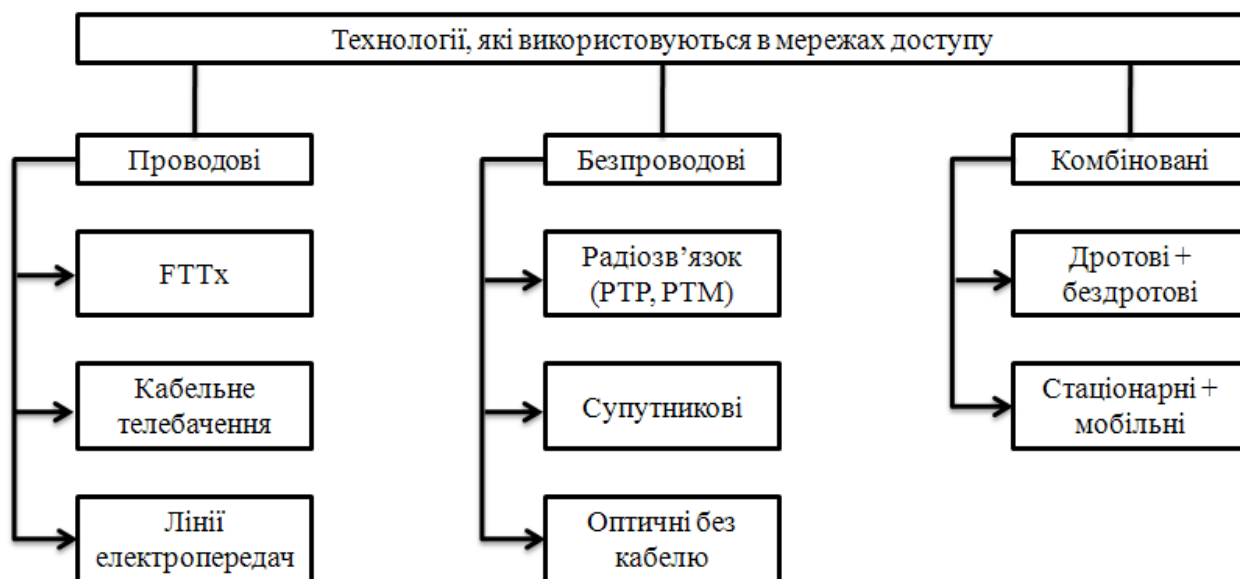 Технології, які використовуються в мережах доступу
Проводові
Безпроводові
Комбіновані
FTTx
Радіозв’язок
(PTP, PTM)
Дротові +
бездротові
Кабельне
телебачення
Супутникові
Стаціонарні +
мобільні
Лінії
електропередач
Оптичні без
кабелю